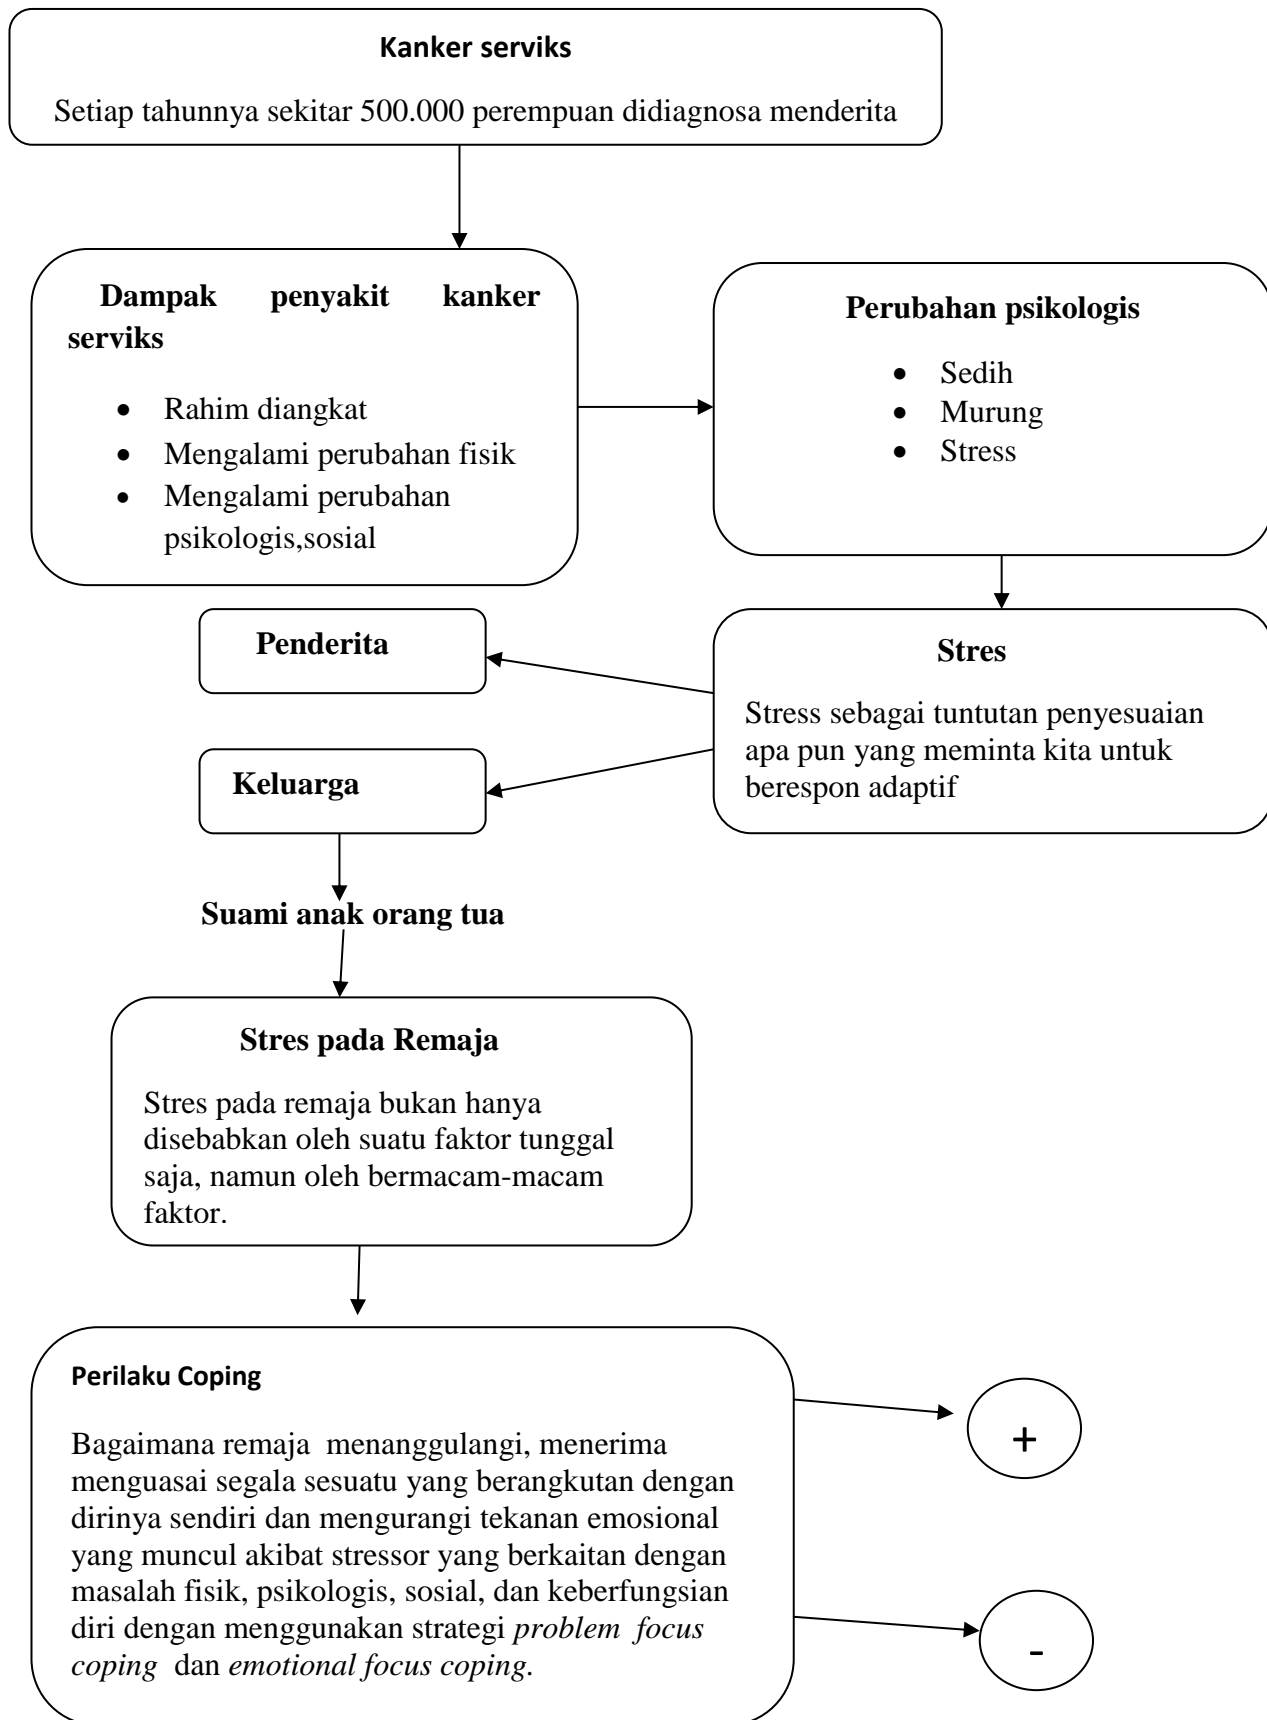 Kanker serviks
Setiap tahunnya sekitar 500.000 perempuan didiagnosa menderita
Dampak penyakit kanker
serviks
• Rahim diangkat
• Mengalami perubahan fisik
• Mengalami perubahan
psikologis,sosial
Perubahan psikologis
• Sedih
• Murung
• Stress
Stres
Stress sebagai tuntutan penyesuaian
apa pun yang meminta kita untuk
berespon adaptif
Penderita
Keluarga
Suami anak orang tua
Stres pada Remaja
Stres pada remaja bukan hanya
disebabkan oleh suatu faktor tunggal
saja, namun oleh bermacam-macam
faktor.
Perilaku Coping
Bagaimana remaja menanggulangi, menerima
menguasai segala sesuatu yang berangkutan dengan
dirinya sendiri dan mengurangi tekanan emosional
yang muncul akibat stressor yang berkaitan dengan
masalah fisik, psikologis, sosial, dan keberfungsian
diri dengan menggunakan strategi problem focus
coping dan emotional focus coping.
+
-